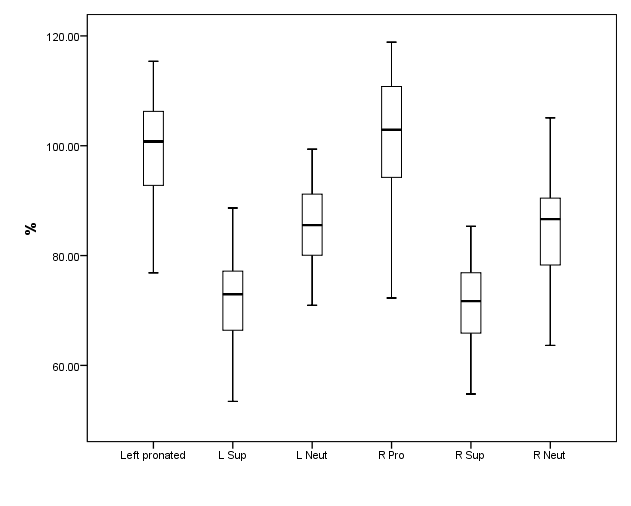 120.00
100.00
80.00
60.00
%
Left pronated
L Sup
L Neut
R Pro
R Sup
R Neut